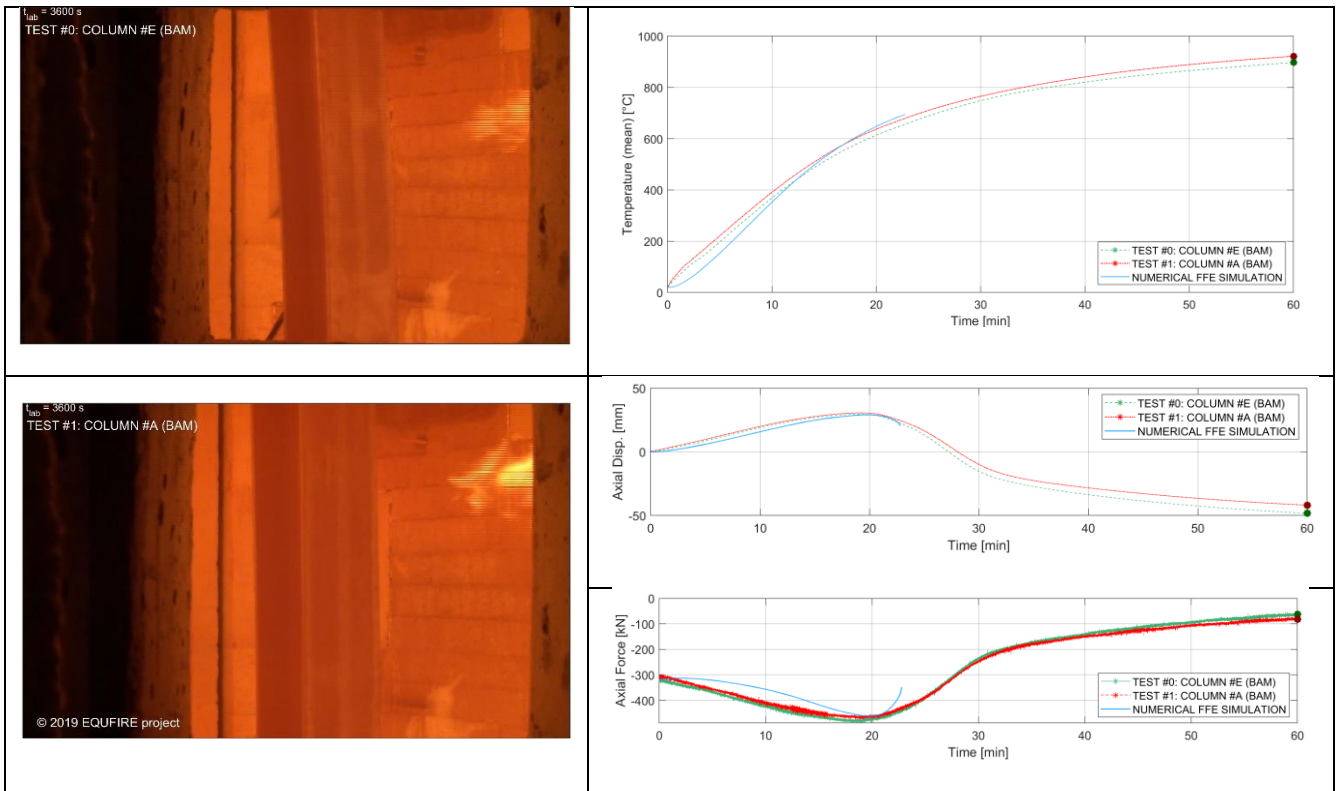 t_lab = 3600 s
TEST #0: COLUMN #E (BAM)
1000
800
600
400
200
0
Temperature (mean) [°C]
0 10 20 30 40 50 60
Time [min]
TEST #0: COLUMN #E (BAM)
TEST #1: COLUMN #A (BAM)
NUMERICAL FFE SIMULATION
t_lab = 3600 s
TEST #1: COLUMN #A (BAM)
© 2019 EQUFIRE project
50
0
-50
Axial Disp. [mm]
0 10 20 30 40 50 60
Time [min]
TEST #0: COLUMN #E (BAM)
TEST #1: COLUMN #A (BAM)
NUMERICAL FFE SIMULATION
0
-100
-200
-300
-400
Axial Force [kN]
0 10 20 30 40 50 60
Time [min]
TEST #0: COLUMN #E (BAM)
TEST #1: COLUMN #A (BAM)
NUMERICAL FFE SIMULATION